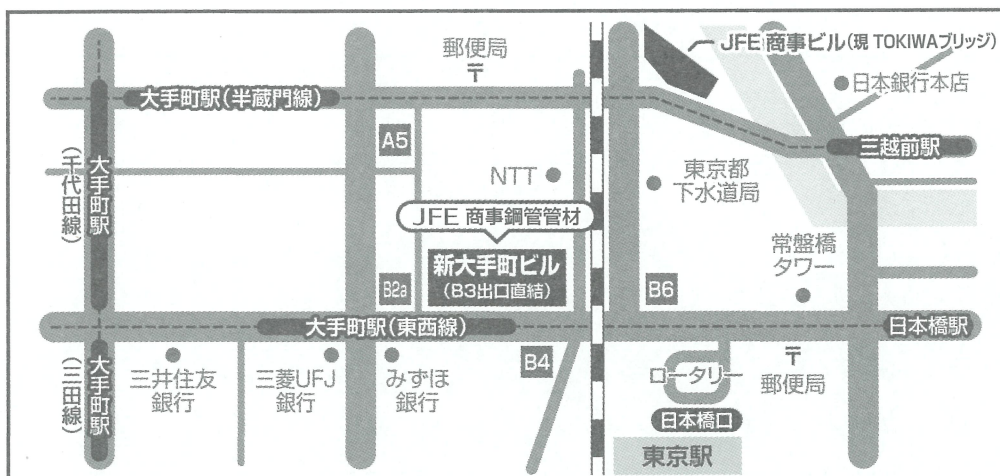 郵便局
〒
JFE 商事ビル(現 TOKIWAブリッジ)
日本銀行本店
大手町駅(半蔵門線)
A5
三越前駅
大手町駅
(千代田線)
NTT
東京都
下水道局
JFE 商事鋼管管材
新大手町ビル
(B3出口直結)
B2a
B6
常盤橋
タワー
大手町駅(東西線)
日本橋駅
大手町駅
(三田線)
三井住友
銀行
三菱UFJ
銀行
みずほ
銀行
B4
ロータリー
〒
郵便局
日本橋口
東京駅